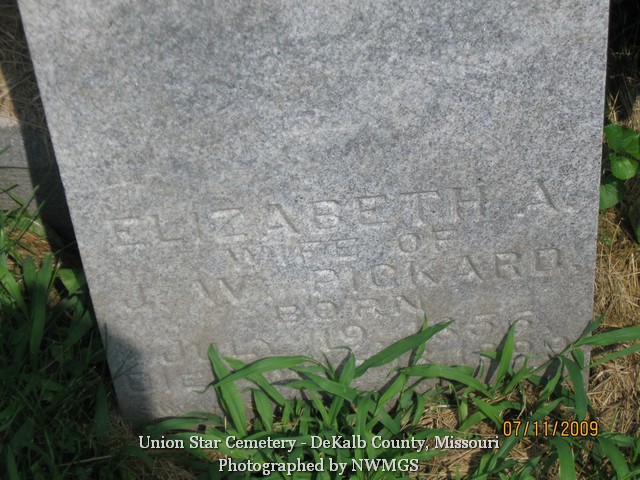 ELIZABETH A.
WIFE OF
J. W. PICKARD.
BORN
07/11/2009
Union Star Cemetery - DeKalb County, Missouri
Photographed by NWMGS